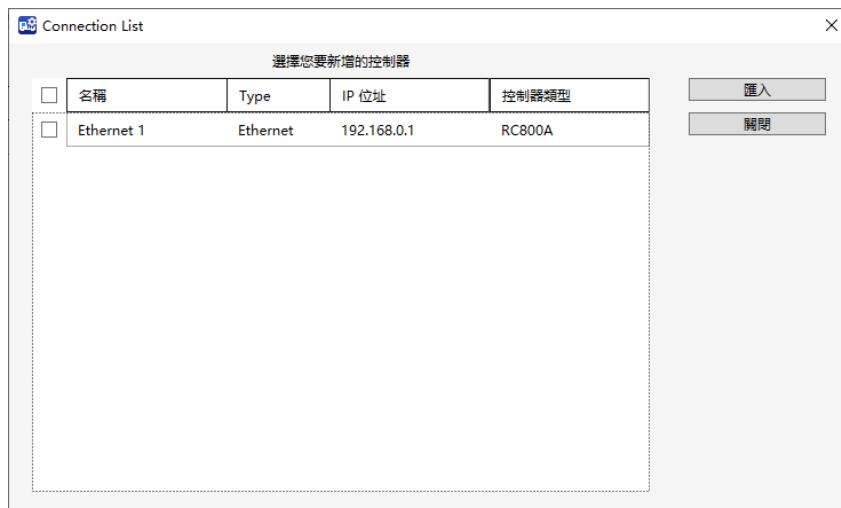 Connection List
選擇您要新增的控制器
名稱 Type IP 位址 控制器類型
Ethernet 1 Ethernet 192.168.0.1 RC800A
匯入
關閉